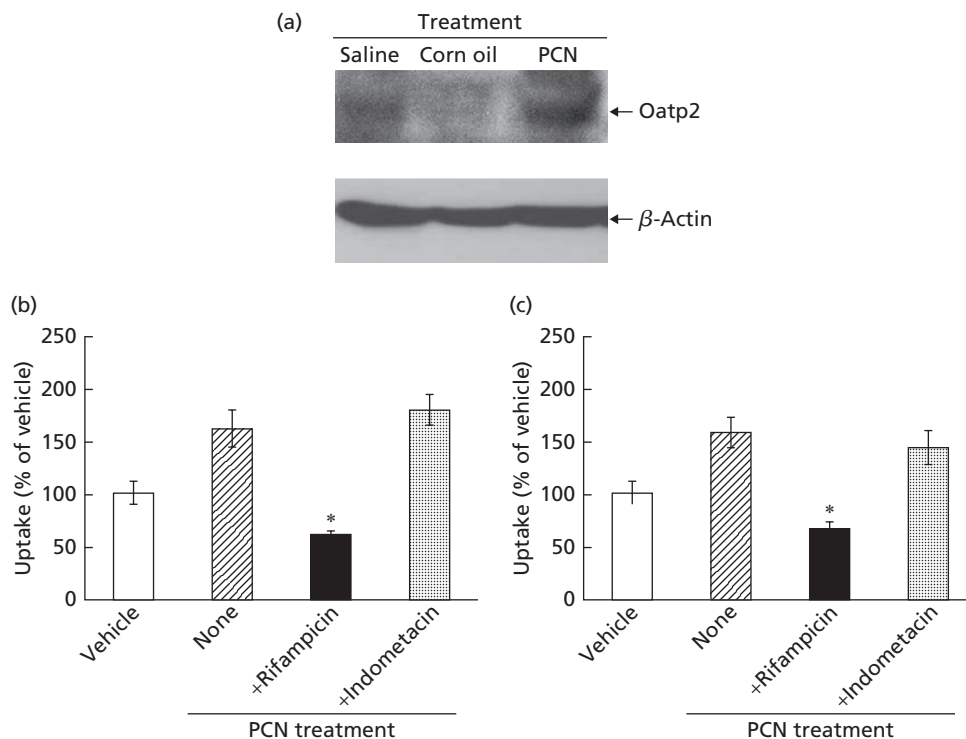 (a)
Treatment
Saline Corn oil PCN
Oatp2
β-Actin
(b)
Uptake (% of vehicle)
250
200
150
100
50
0
*
Vehicle
None
+Rifampicin
+Indometacin
PCN treatment
(c)
Uptake (% of vehicle)
250
200
150
100
50
0
*
Vehicle
None
+Rifampicin
+Indometacin
PCN treatment